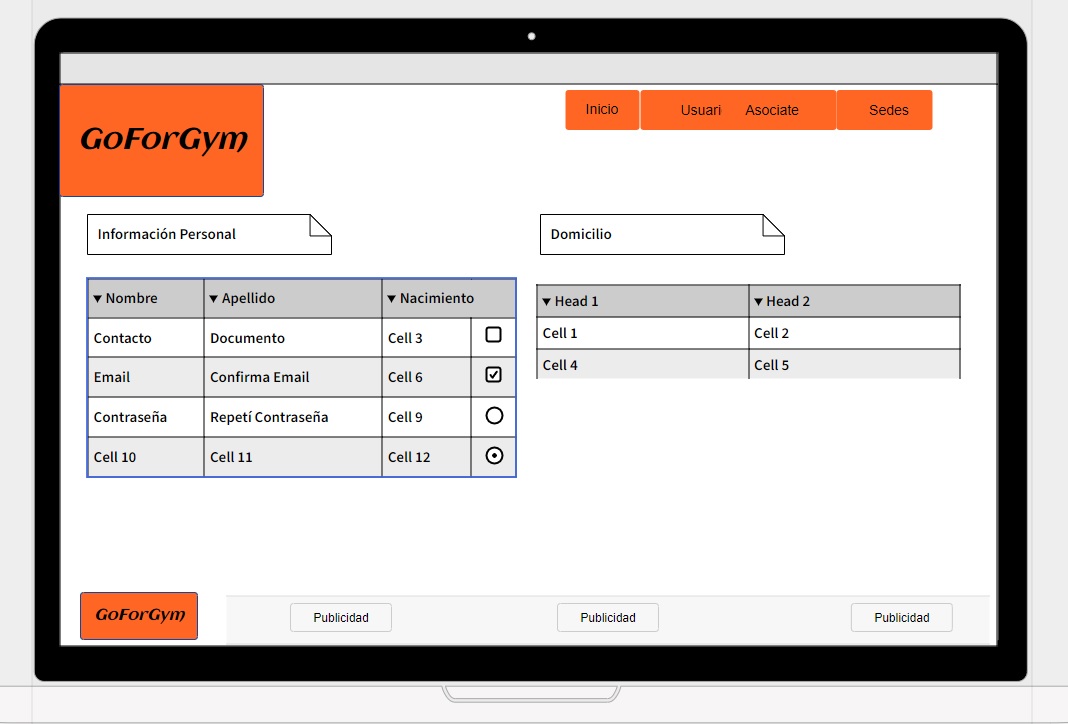 GoForGym
Inicio
Usuari
Asociate
Sedes
Información Personal
Nombre Apellido Nacimiento
Contacto Documento Cell 3
Email Confirma Email Cell 6
Contraseña Repetí Contraseña Cell 9
Cell 10 Cell 11 Cell 12
Domicilio
Head 1 Head 2
Cell 1 Cell 2
Cell 4 Cell 5
GoForGym
Publicidad
Publicidad
Publicidad